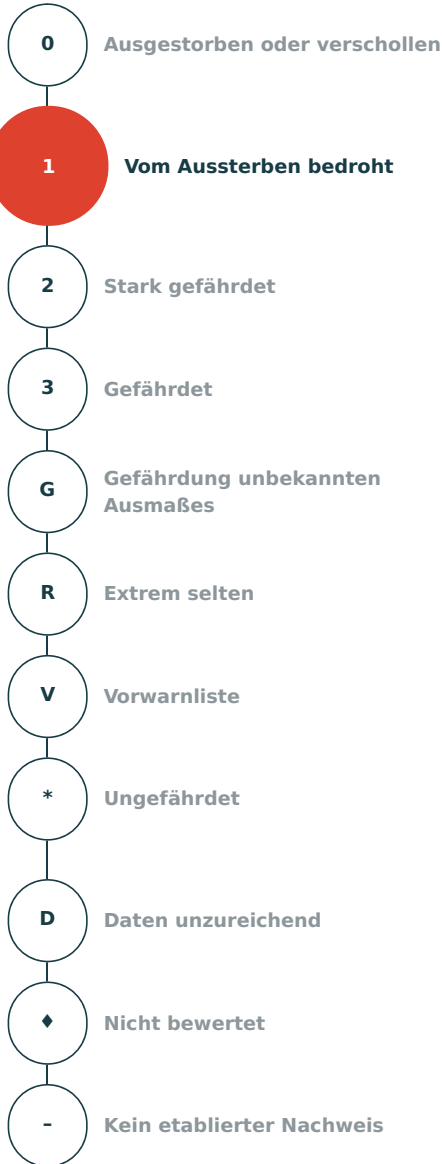 0 Ausgestorben oder verschollen
1 Vom Aussterben bedroht
2 Stark gefährdet
3 Gefährdet
G Gefährdung unbekannten
Ausmaßes
R Extrem selten
V Vorwarnliste
* Ungefährdet
D Daten unzureichend
♦ Nicht bewertet
– Kein etablierter Nachweis